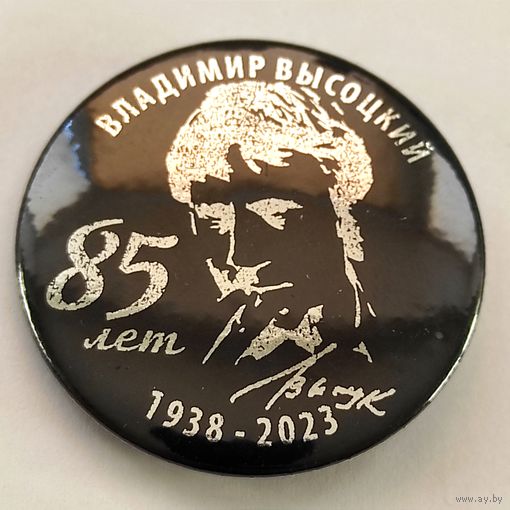 ВЛАДИМИР ВЫСОЦКИЙ
85
лет
1938 - 2023
www.ay.by